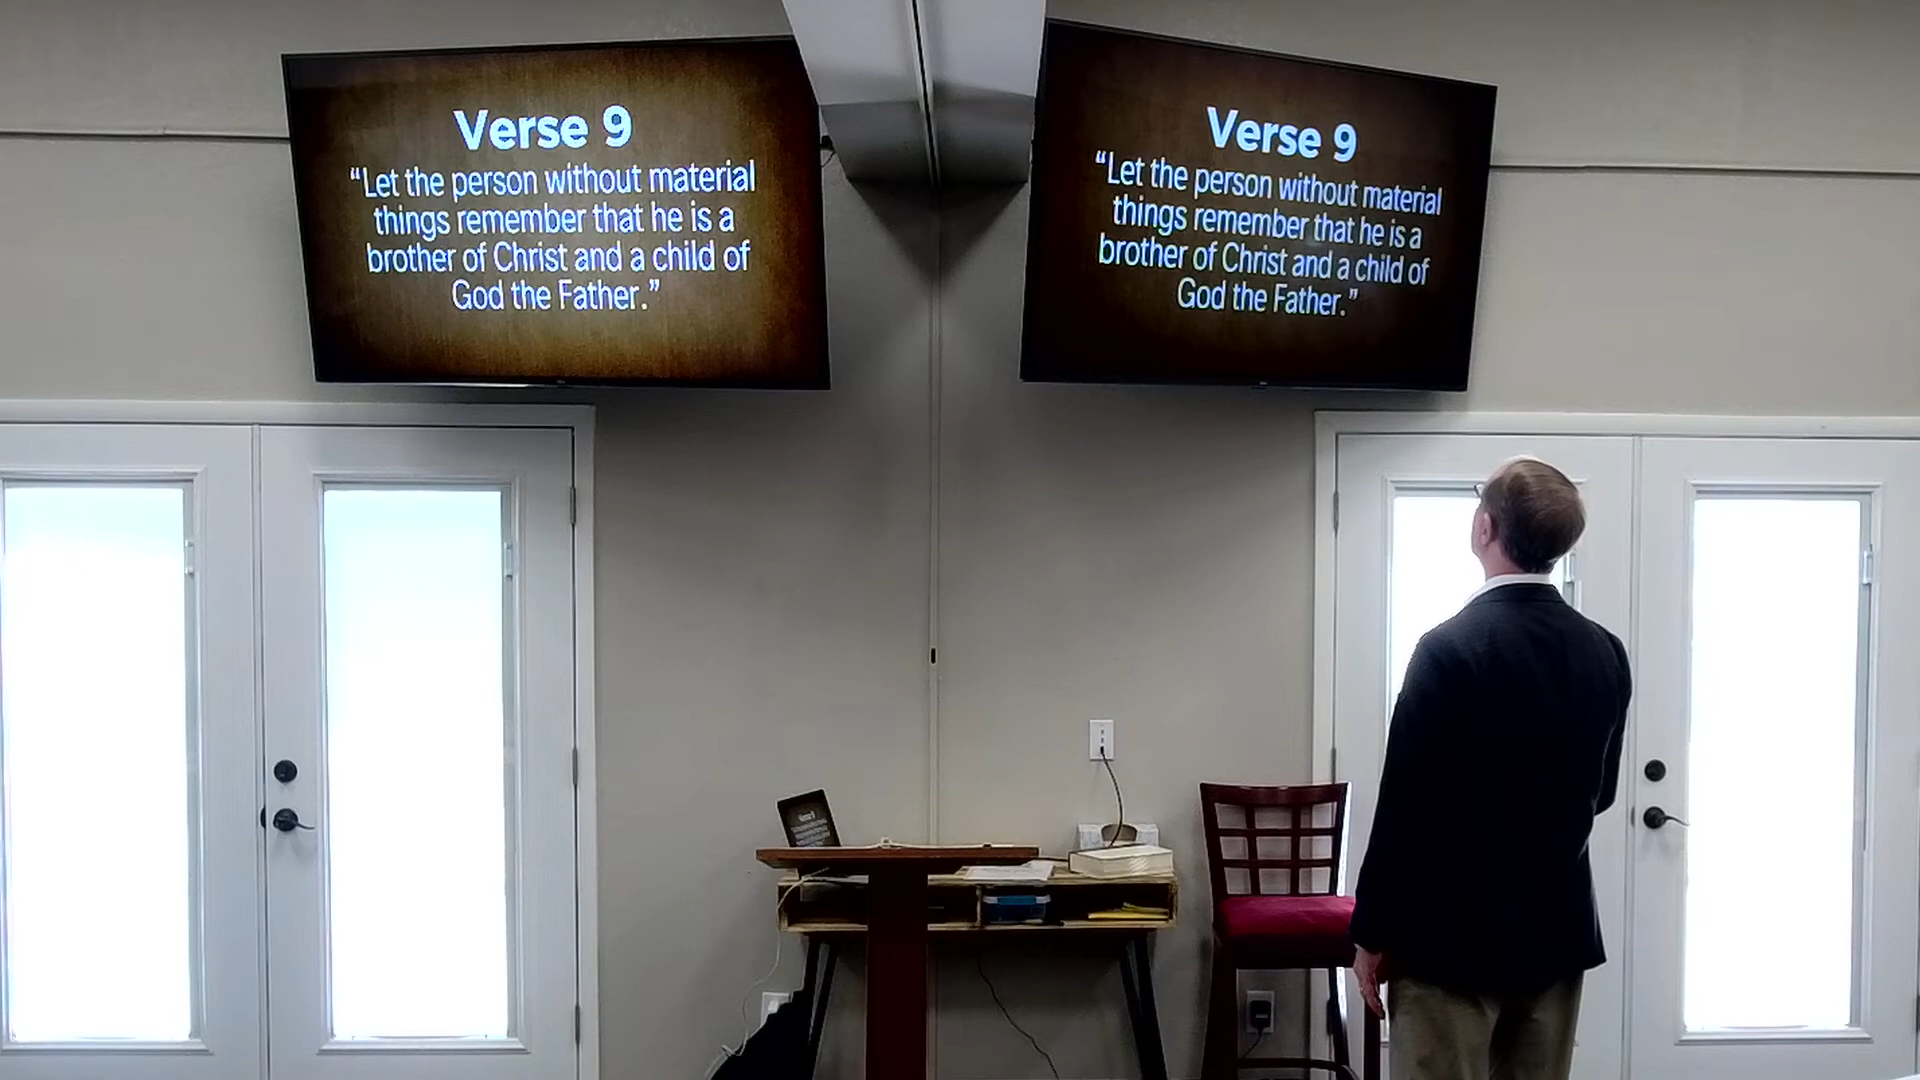 Verse 9
“Let the person without material
things remember that he is a
brother of Christ and a child of
God the Father.”
Verse 9
“Let the person without material
things remember that he is a
brother of Christ and a child of
God the Father.”
Verse 9